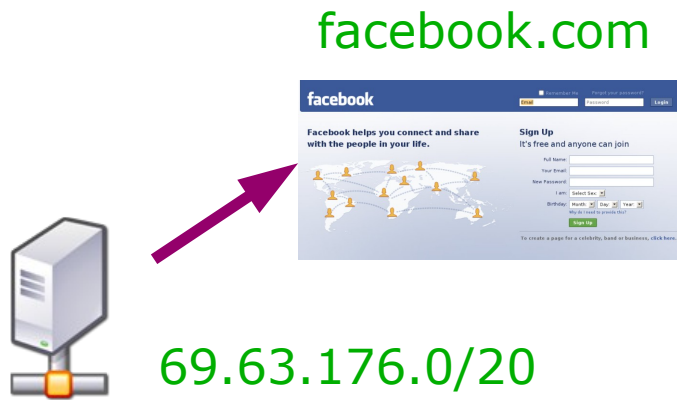 facebook.com
facebook
Remember Me Forgot your password?
Email Password Login
Facebook helps you connect and share
with the people in your life.
Sign Up
It's free and anyone can join
Full Name:
Your Email:
New Password:
I am: Select Sex:
Birthday: Month: Day: Year:
Why do I need to provide this?
Sign Up
To create a page for a celebrity, band or business, click here.
69.63.176.0/20